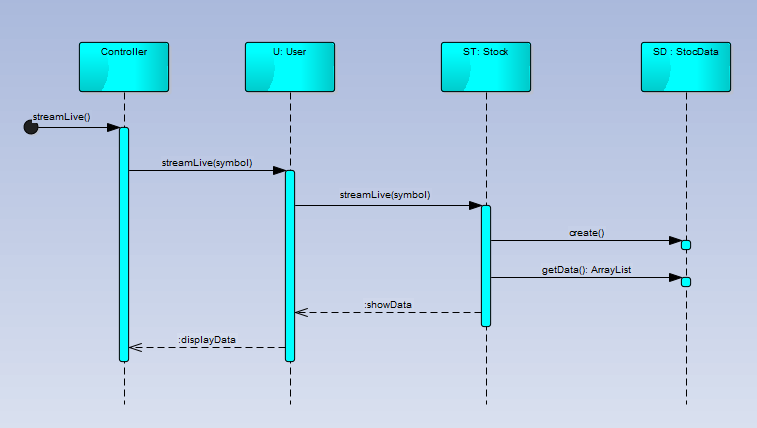 Controller
U: User
ST: Stock
SD : StocData
streamLive()
streamLive(symbol)
streamLive(symbol)
create()
getData(): ArrayList
:showData
:displayData